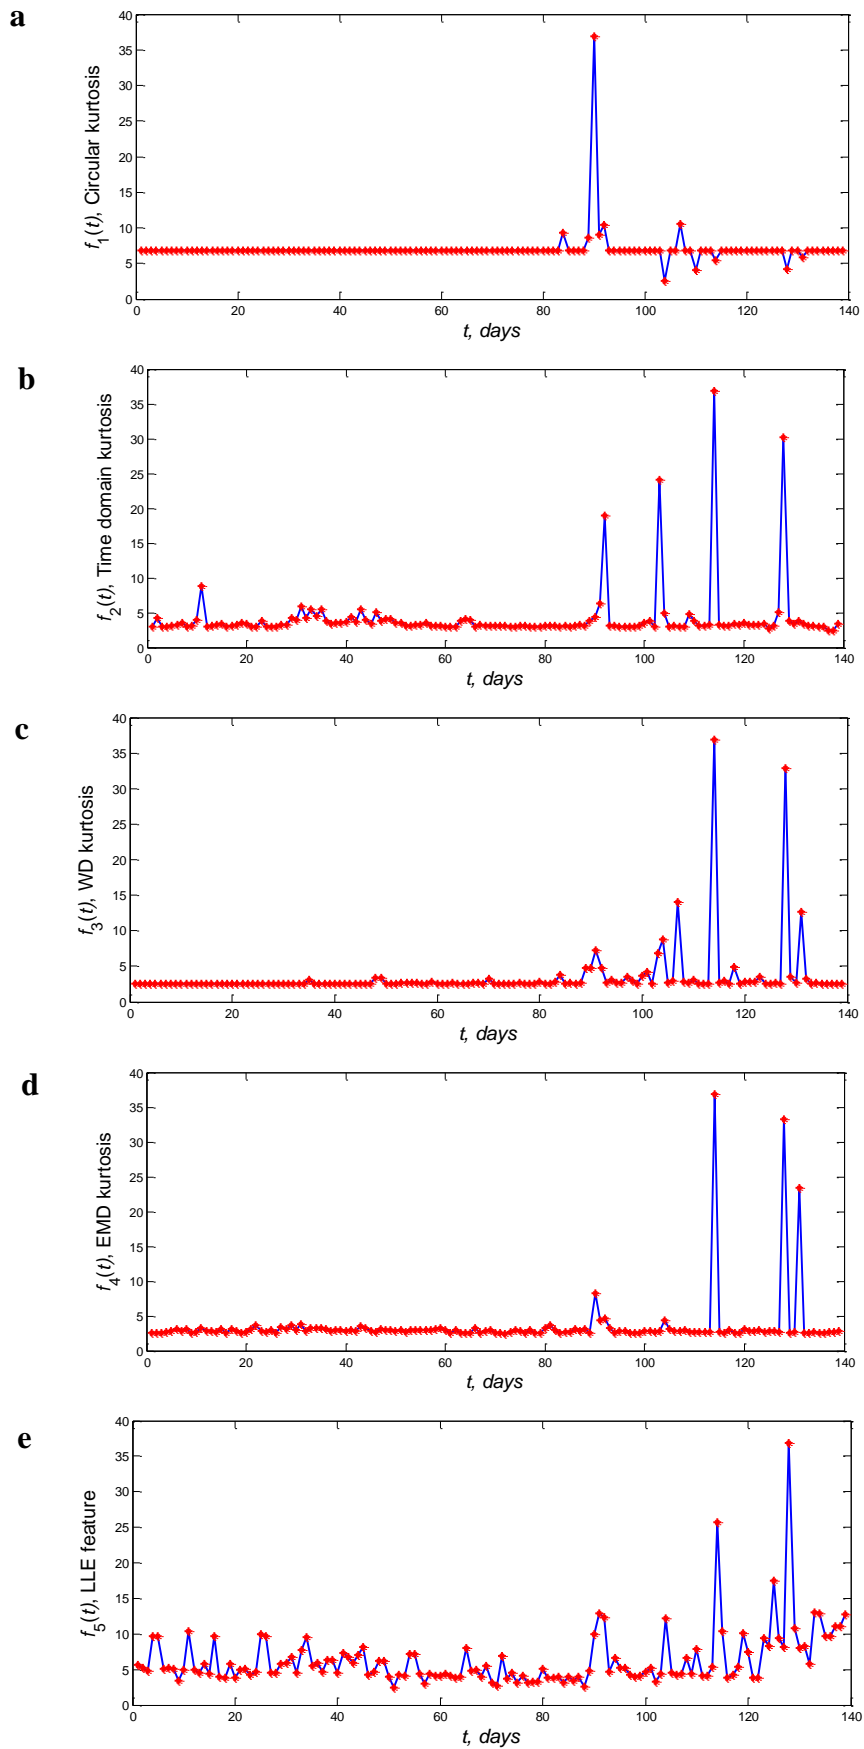 a
40
35
30
25
20
15
10
5
0
f1(t), Circular kurtosis
0 20 40 60 80 100 120 140
t, days
b
40
35
30
25
20
15
10
5
0
f2(t), Time domain kurtosis
0 20 40 60 80 100 120 140
t, days
c
40
35
30
25
20
15
10
5
0
f3(t), WD kurtosis
0 20 40 60 80 100 120 140
t, days
d
40
35
30
25
20
15
10
5
0
f4(t), EMD kurtosis
0 20 40 60 80 100 120 140
t, days
e
40
35
30
25
20
15
10
5
0
f5(t), LLE feature
0 20 40 60 80 100 120 140
t, days